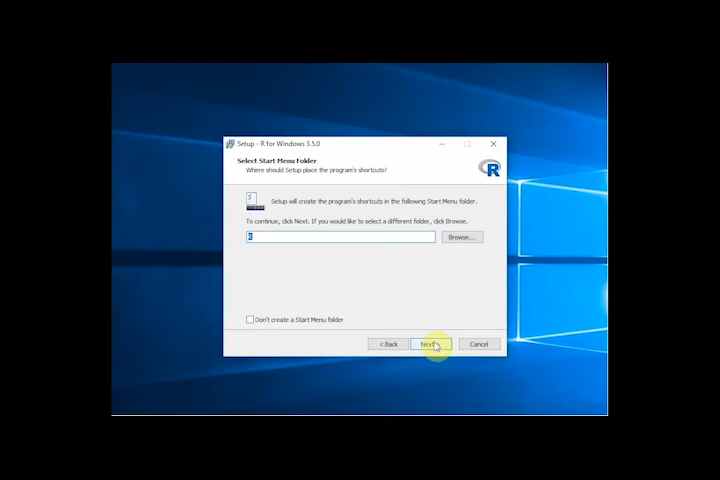 Setup - R for Windows 3.5.0
Select Start Menu Folder
Where should Setup place the program's shortcuts?
R
Setup will create the program's shortcuts in the following Start Menu folder.
To continue, click Next. If you would like to select a different folder, click Browse.
R
Browse...
Don't create a Start Menu folder
< Back
Next >
Cancel